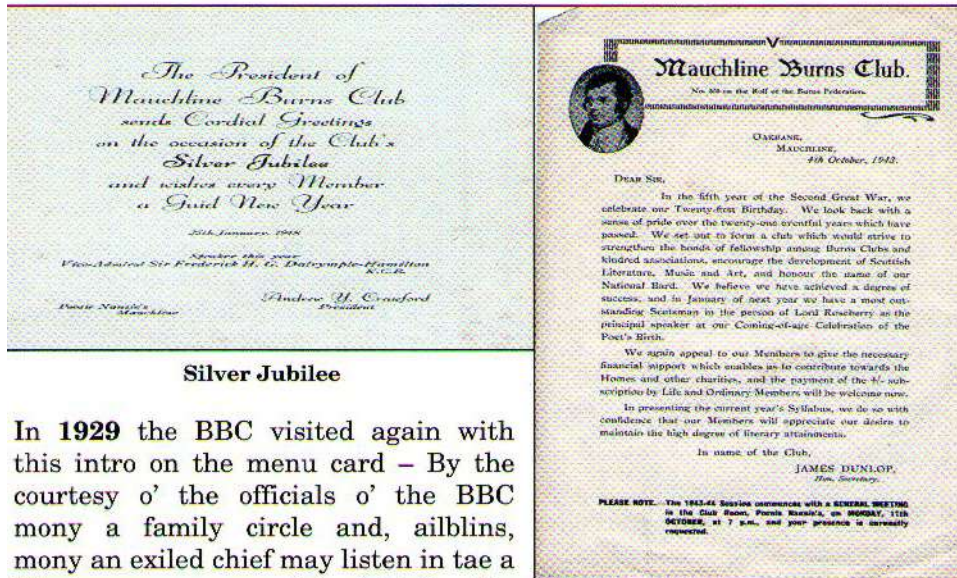 The President of
Mauchline Burns Club
sends Cordial Greetings
on the occasion of the Club's
Silver Jubilee
and wishes every Member
a Guid New Year
25th January, 1948
Speaker this year
Vice-Admiral Sir Frederick H. G. Dalrymple-Hamilton
K.C.B.
Poosie Nansie's
Mauchline
Andrew Y. Crawford
President
Silver Jubilee
In 1929 the BBC visited again with
this intro on the menu card – By the
courtesy o' the officials o' the BBC
mony a family circle and, ailblins,
mony an exiled chief may listen in tae a
Mauchline Burns Club.
No. on the Roll of the Burns Federation.
OAKBANK,
MAUCHLINE,
4th October, 1943.
DEAR SIR,
In the fifth year of the Second Great War, we
celebrate our Twenty-first Birthday. We look back with a
sense of pride over the twenty-one eventful years which have
passed. We set out to form a club which would strive to
strengthen the bonds of fellowship among Burns Clubs and
kindred associations, encourage the development of Scottish
Literature, Music and Art, and honour the name of our
National Bard. We believe we have achieved a degree of
success, and in January of next year we have a most out-
standing Scotsman in the person of Lord Rosebery as the
principal speaker at our Coming-of-age Celebration of the
Poet's Birth.
We again appeal to our Members to give the necessary
financial support which enables us to contribute towards the
Homes and other charities, and the payment of the 4/- sub-
scription by Life and Ordinary Members will be welcome now.
In presenting the current year's Syllabus, we do so with
confidence that our Members will appreciate our desire to
maintain the high degree of literary attainments.
In name of the Club,
JAMES DUNLOP,
Hon. Secretary.
PLEASE NOTE. The 1943-44 Session commences with a GENERAL MEETING
in the Club Room, Poosie Nansie's, on MONDAY, 11th
OCTOBER, at 7 p.m., and your presence is earnestly
requested.